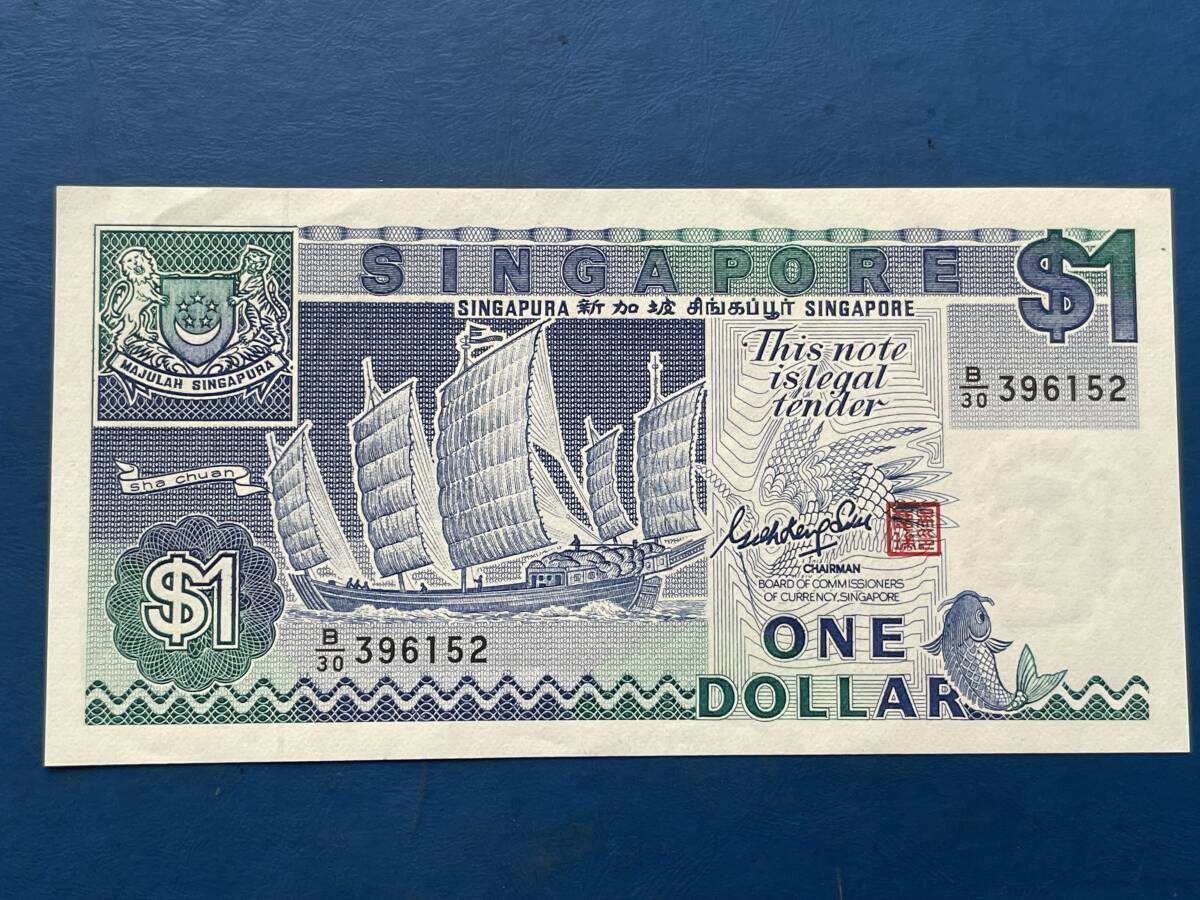 SINGAPORE
$1
SINGAPURA 新加坡 சிங்கப்பூர் SINGAPORE
MAJULAH SINGAPURA
This note
is legal
tender
B/30 396152
sha chuan
CHAIRMAN
BOARD OF COMMISSIONERS
OF CURRENCY, SINGAPORE
$1
B/30 396152
ONE
DOLLAR